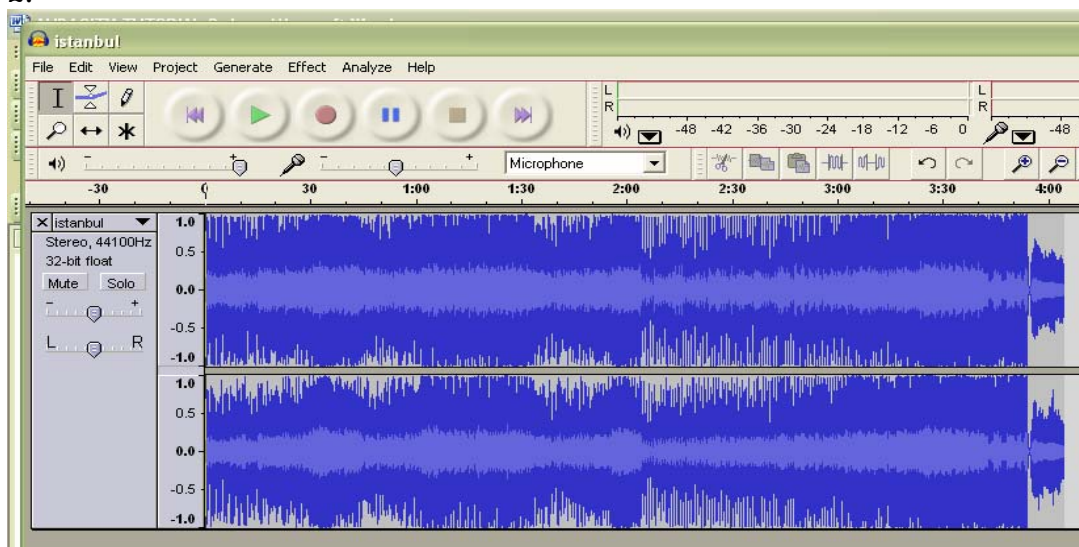 istanbul
File Edit View Project Generate Effect Analyze Help
L
R
-48 -42 -36 -30 -24 -18 -12 -6 0
L
R
-48
- +
- +
Microphone
-30 0 30 1:00 1:30 2:00 2:30 3:00 3:30 4:00
X istanbul
Stereo, 44100Hz
32-bit float
Mute Solo
- +
L R
1.0
0.5
0.0
-0.5
-1.0
1.0
0.5
0.0
-0.5
-1.0